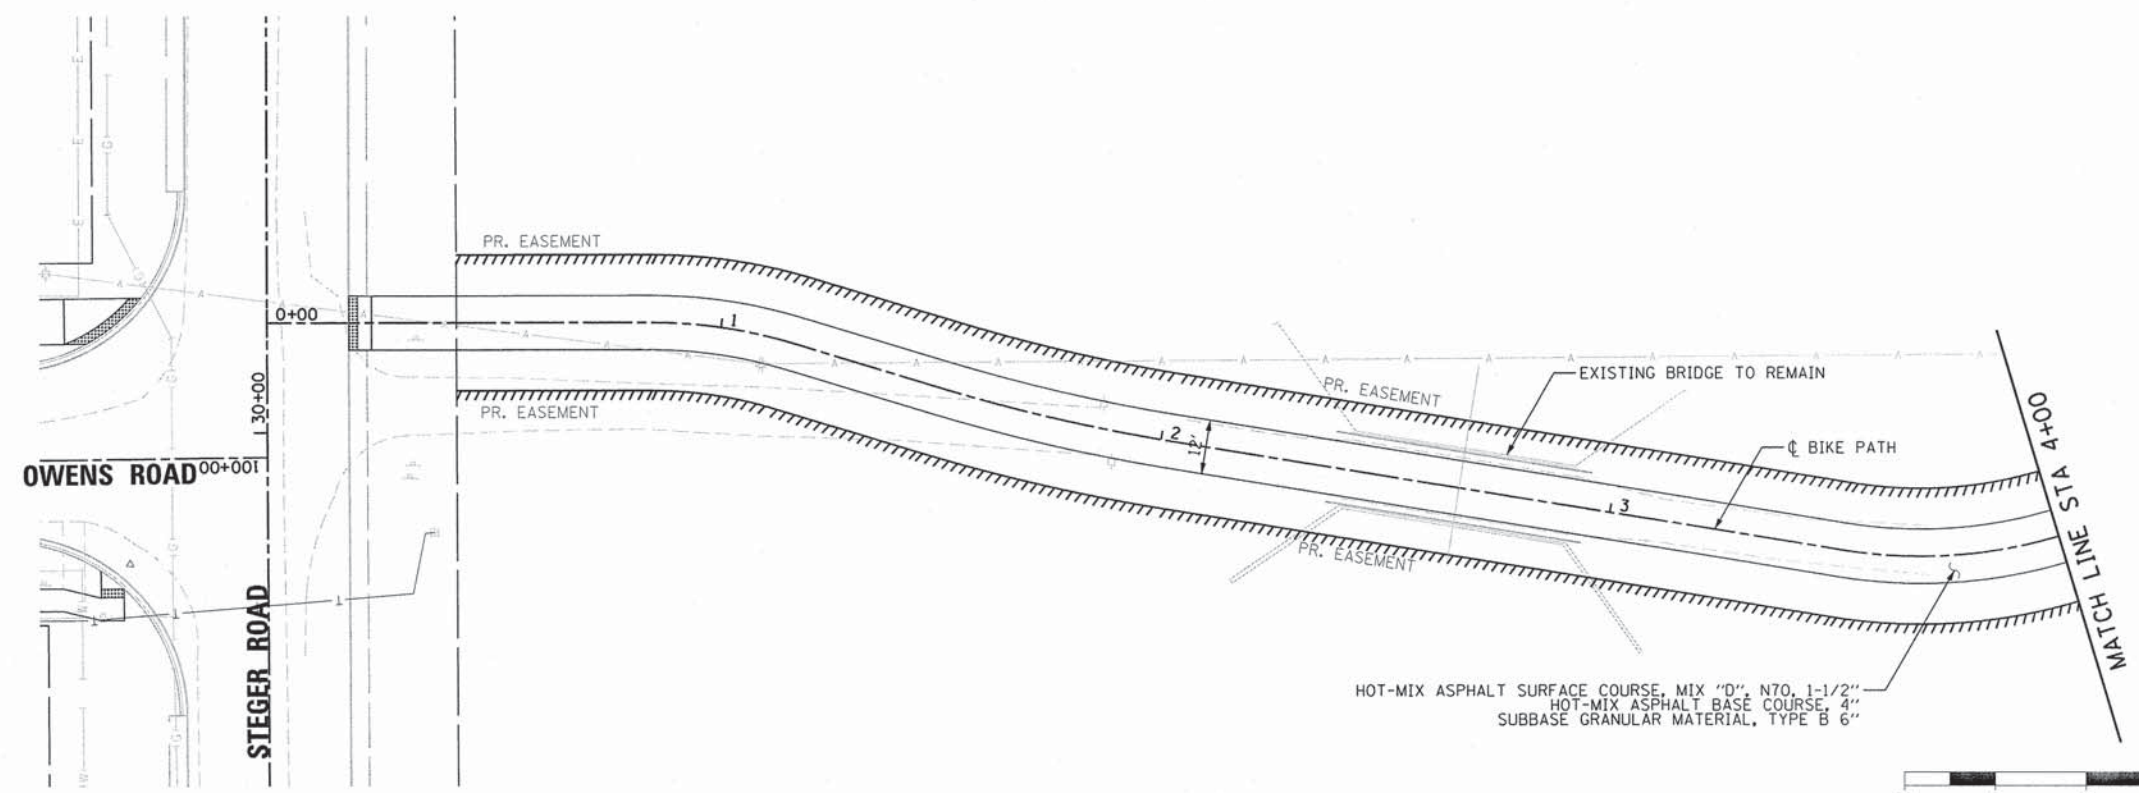 PR. EASEMENT
0+00
1
30+00
PR. EASEMENT
PR. EASEMENT
EXISTING BRIDGE TO REMAIN
2
12'
3
℄ BIKE PATH
OWENS ROAD
100+00
PR. EASEMENT
STEGER ROAD
MATCH LINE STA 4+00
HOT-MIX ASPHALT SURFACE COURSE, MIX "D", N70, 1-1/2"
HOT-MIX ASPHALT BASE COURSE, 4"
SUBBASE GRANULAR MATERIAL, TYPE B 6"